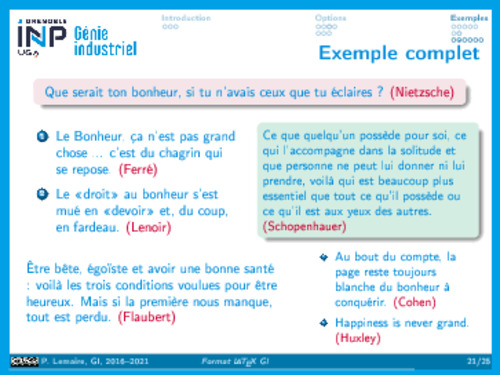 GRENOBLE
INP
UGA
Génie
industriel
Introduction
Options
Exemples
Exemple complet
Que serait ton bonheur, si tu n'avais ceux que tu éclaires ? (Nietzsche)
1 Le Bonheur, ça n'est pas grand
chose ... c'est du chagrin qui
se repose. (Ferré)
2 Le «droit» au bonheur s'est
mué en «devoir» et, du coup,
en fardeau. (Lenoir)
Être bête, égoïste et avoir une bonne santé
: voilà les trois conditions voulues pour être
heureux. Mais si la première nous manque,
tout est perdu. (Flaubert)
Ce que quelqu'un possède pour soi, ce
qui l'accompagne dans la solitude et
que personne ne peut lui donner ni lui
prendre, voilà qui est beaucoup plus
essentiel que tout ce qu'il possède ou
ce qu'il est aux yeux des autres.
(Schopenhauer)
Au bout du compte, la
page reste toujours
blanche du bonheur à
conquérir. (Cohen)
Happiness is never grand.
(Huxley)
P. Lemaire, GI, 2016–2021
Format LATEX GI
21/25